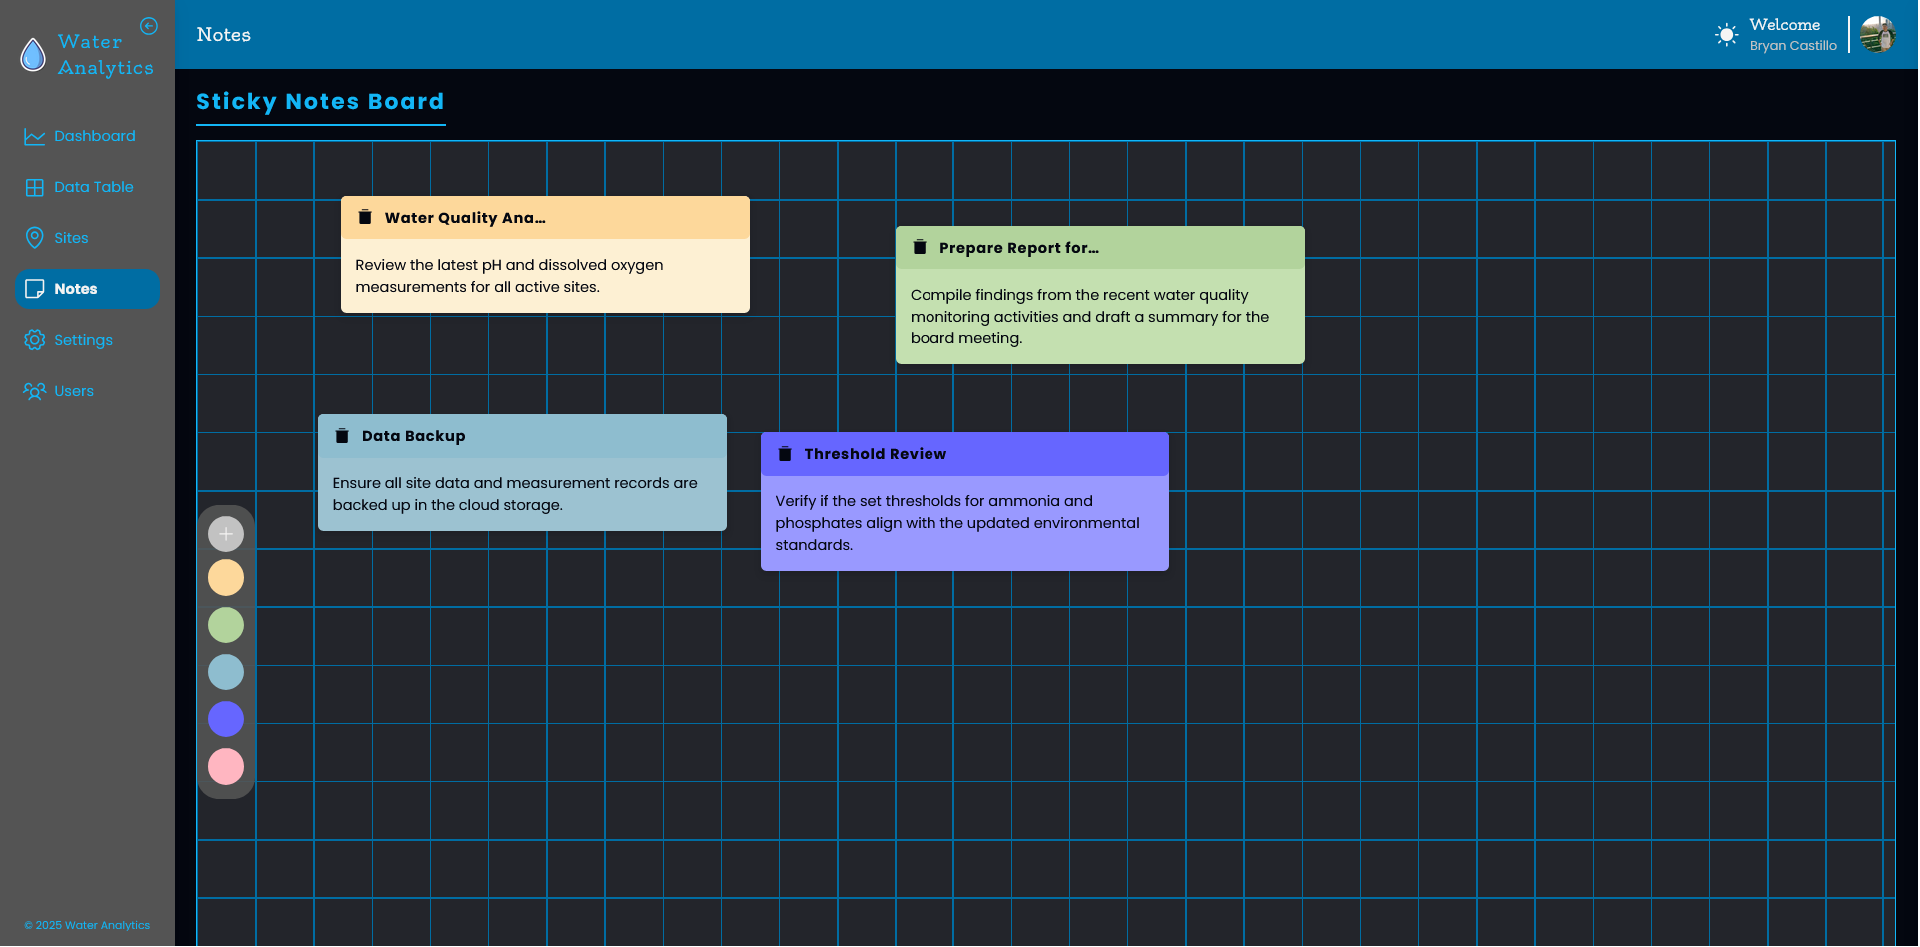 Water
Analytics
Dashboard
Data Table
Sites
Notes
Settings
Users
© 2025 Water Analytics
Notes
Welcome
Bryan Castillo
Sticky Notes Board
Water Quality Ana...
Review the latest pH and dissolved oxygen
measurements for all active sites.
Prepare Report for...
Compile findings from the recent water quality
monitoring activities and draft a summary for the
board meeting.
Data Backup
Ensure all site data and measurement records are
backed up in the cloud storage.
Threshold Review
Verify if the set thresholds for ammonia and
phosphates align with the updated environmental
standards.